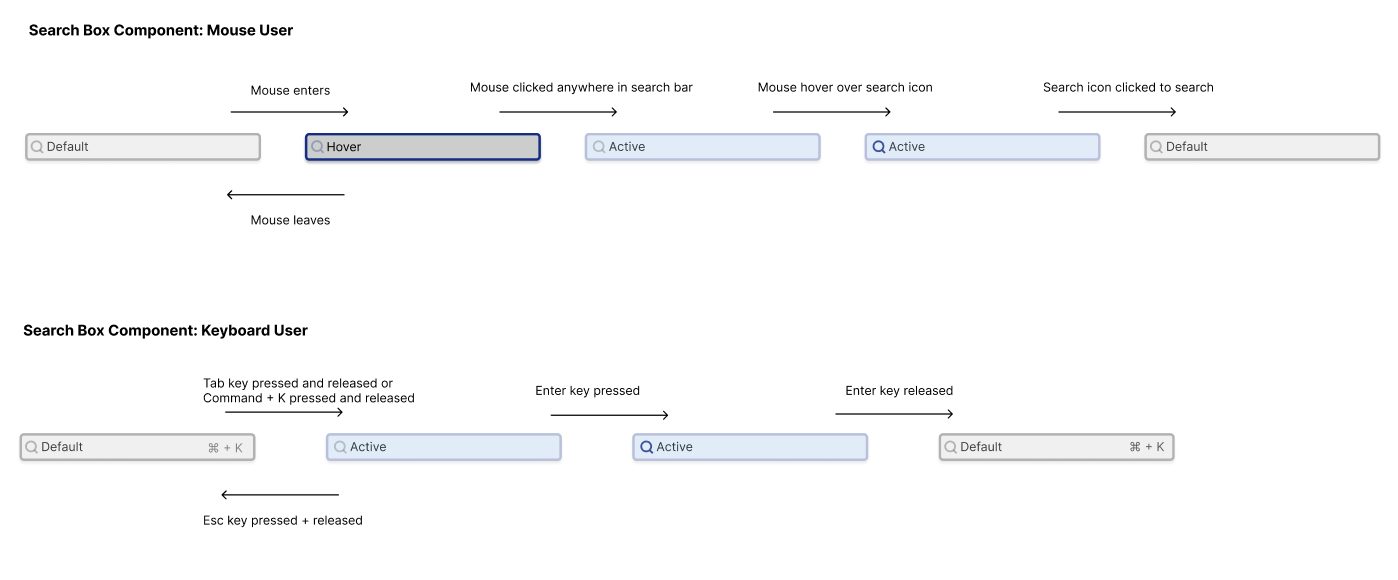 Search Box Component: Mouse User
Mouse enters
Mouse clicked anywhere in search bar
Mouse hover over search icon
Search icon clicked to search
Default
Hover
Active
Active
Default
Mouse leaves
Search Box Component: Keyboard User
Tab key pressed and released or
Command + K pressed and released
Enter key pressed
Enter key released
Default ⌘ + K
Active
Active
Default ⌘ + K
Esc key pressed + released